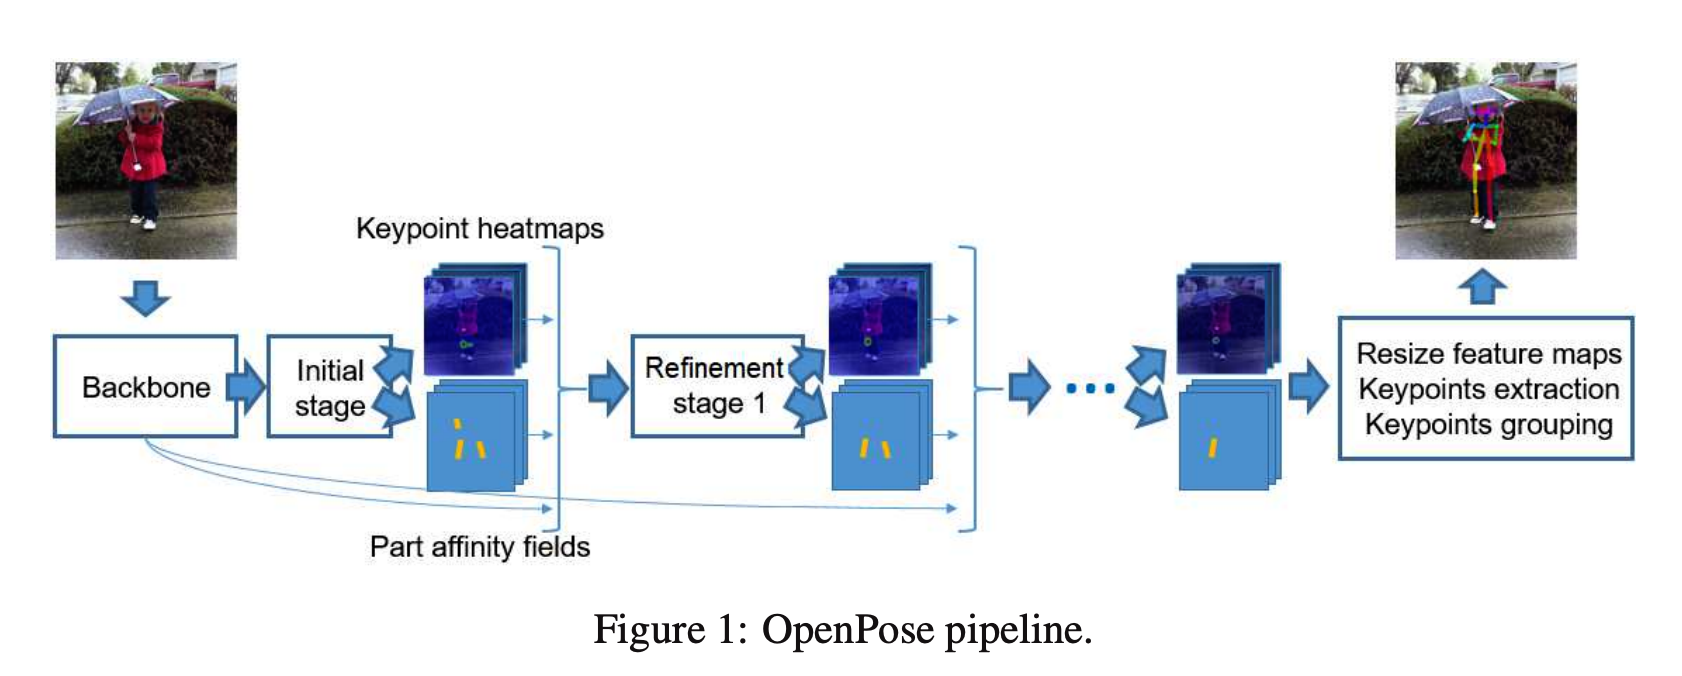 Keypoint heatmaps
Backbone
Initial
stage
Refinement
stage 1
Resize feature maps
Keypoints extraction
Keypoints grouping
Part affinity fields
Figure 1: OpenPose pipeline.